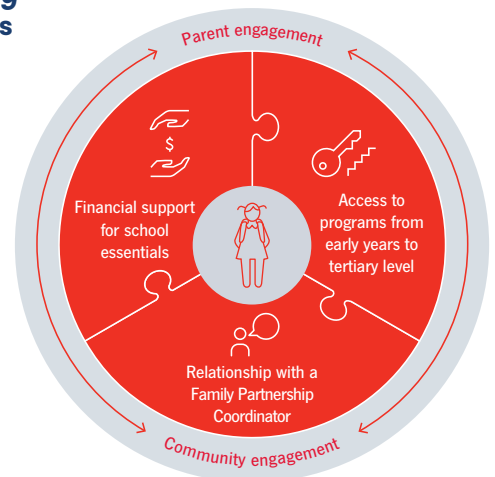 g
s
Parent engagement
$
Financial support
for school
essentials
Access to
programs from
early years to
tertiary level
Relationship with a
Family Partnership
Coordinator
Community engagement